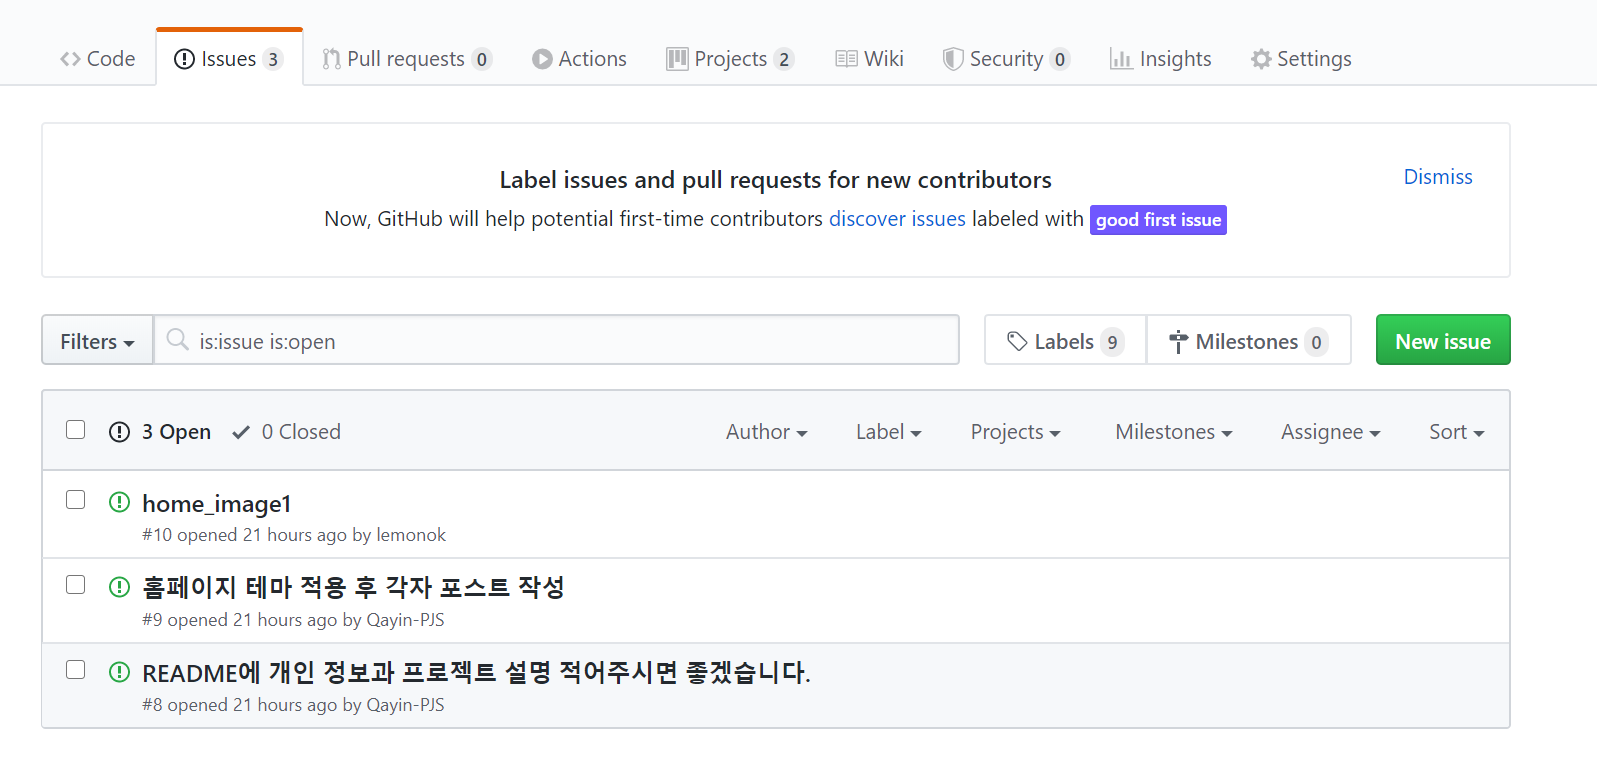 Code Issues 3 Pull requests 0 Actions Projects 2 Wiki Security 0 Insights Settings
Label issues and pull requests for new contributors
Dismiss
Now, GitHub will help potential first-time contributors discover issues labeled with good first issue
Filters is:issue is:open Labels 9 Milestones 0 New issue
3 Open 0 Closed Author Label Projects Milestones Assignee Sort
home_image1
#10 opened 21 hours ago by lemonok
홈페이지 테마 적용 후 각자 포스트 작성
#9 opened 21 hours ago by Qayin-PJS
README에 개인 정보과 프로젝트 설명 적어주시면 좋겠습니다.
#8 opened 21 hours ago by Qayin-PJS